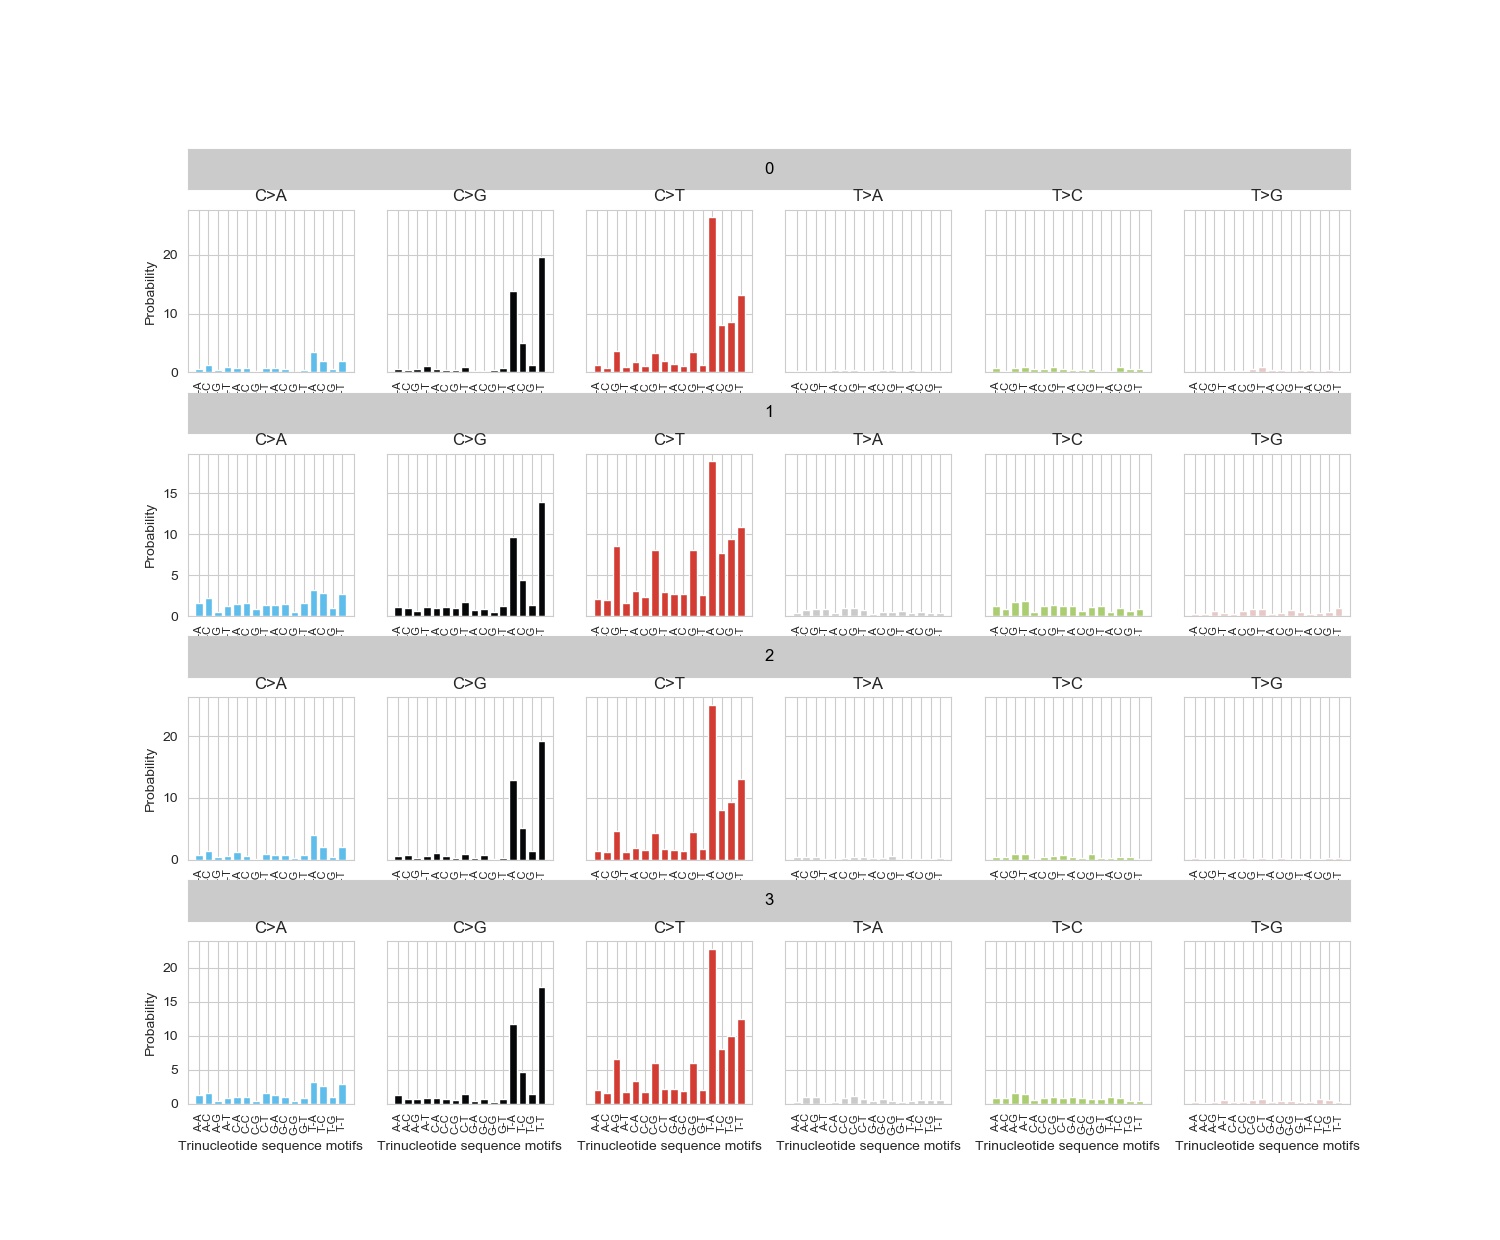 0
C>A C>G C>T T>A T>C T>G
Probability
20
10
0
-A -C -G -T -A -C -G -T -A -C -G -T -A -C -G -T
1
C>A C>G C>T T>A T>C T>G
Probability
15
10
5
0
-A -C -G -T -A -C -G -T -A -C -G -T -A -C -G -T
2
C>A C>G C>T T>A T>C T>G
Probability
20
10
0
-A -C -G -T -A -C -G -T -A -C -G -T -A -C -G -T
3
C>A C>G C>T T>A T>C T>G
Probability
20
15
10
5
0
A-A A-C A-G A-T C-A C-C C-G C-T G-A G-C G-G G-T T-A T-C T-G T-T
A-A A-C A-G A-T C-A C-C C-G C-T G-A G-C G-G G-T T-A T-C T-G T-T
A-A A-C A-G A-T C-A C-C C-G C-T G-A G-C G-G G-T T-A T-C T-G T-T
A-A A-C A-G A-T C-A C-C C-G C-T G-A G-C G-G G-T T-A T-C T-G T-T
A-A A-C A-G A-T C-A C-C C-G C-T G-A G-C G-G G-T T-A T-C T-G T-T
A-A A-C A-G A-T C-A C-C C-G C-T G-A G-C G-G G-T T-A T-C T-G T-T
Trinucleotide sequence motifs Trinucleotide sequence motifs Trinucleotide sequence motifs Trinucleotide sequence motifs Trinucleotide sequence motifs Trinucleotide sequence motifs